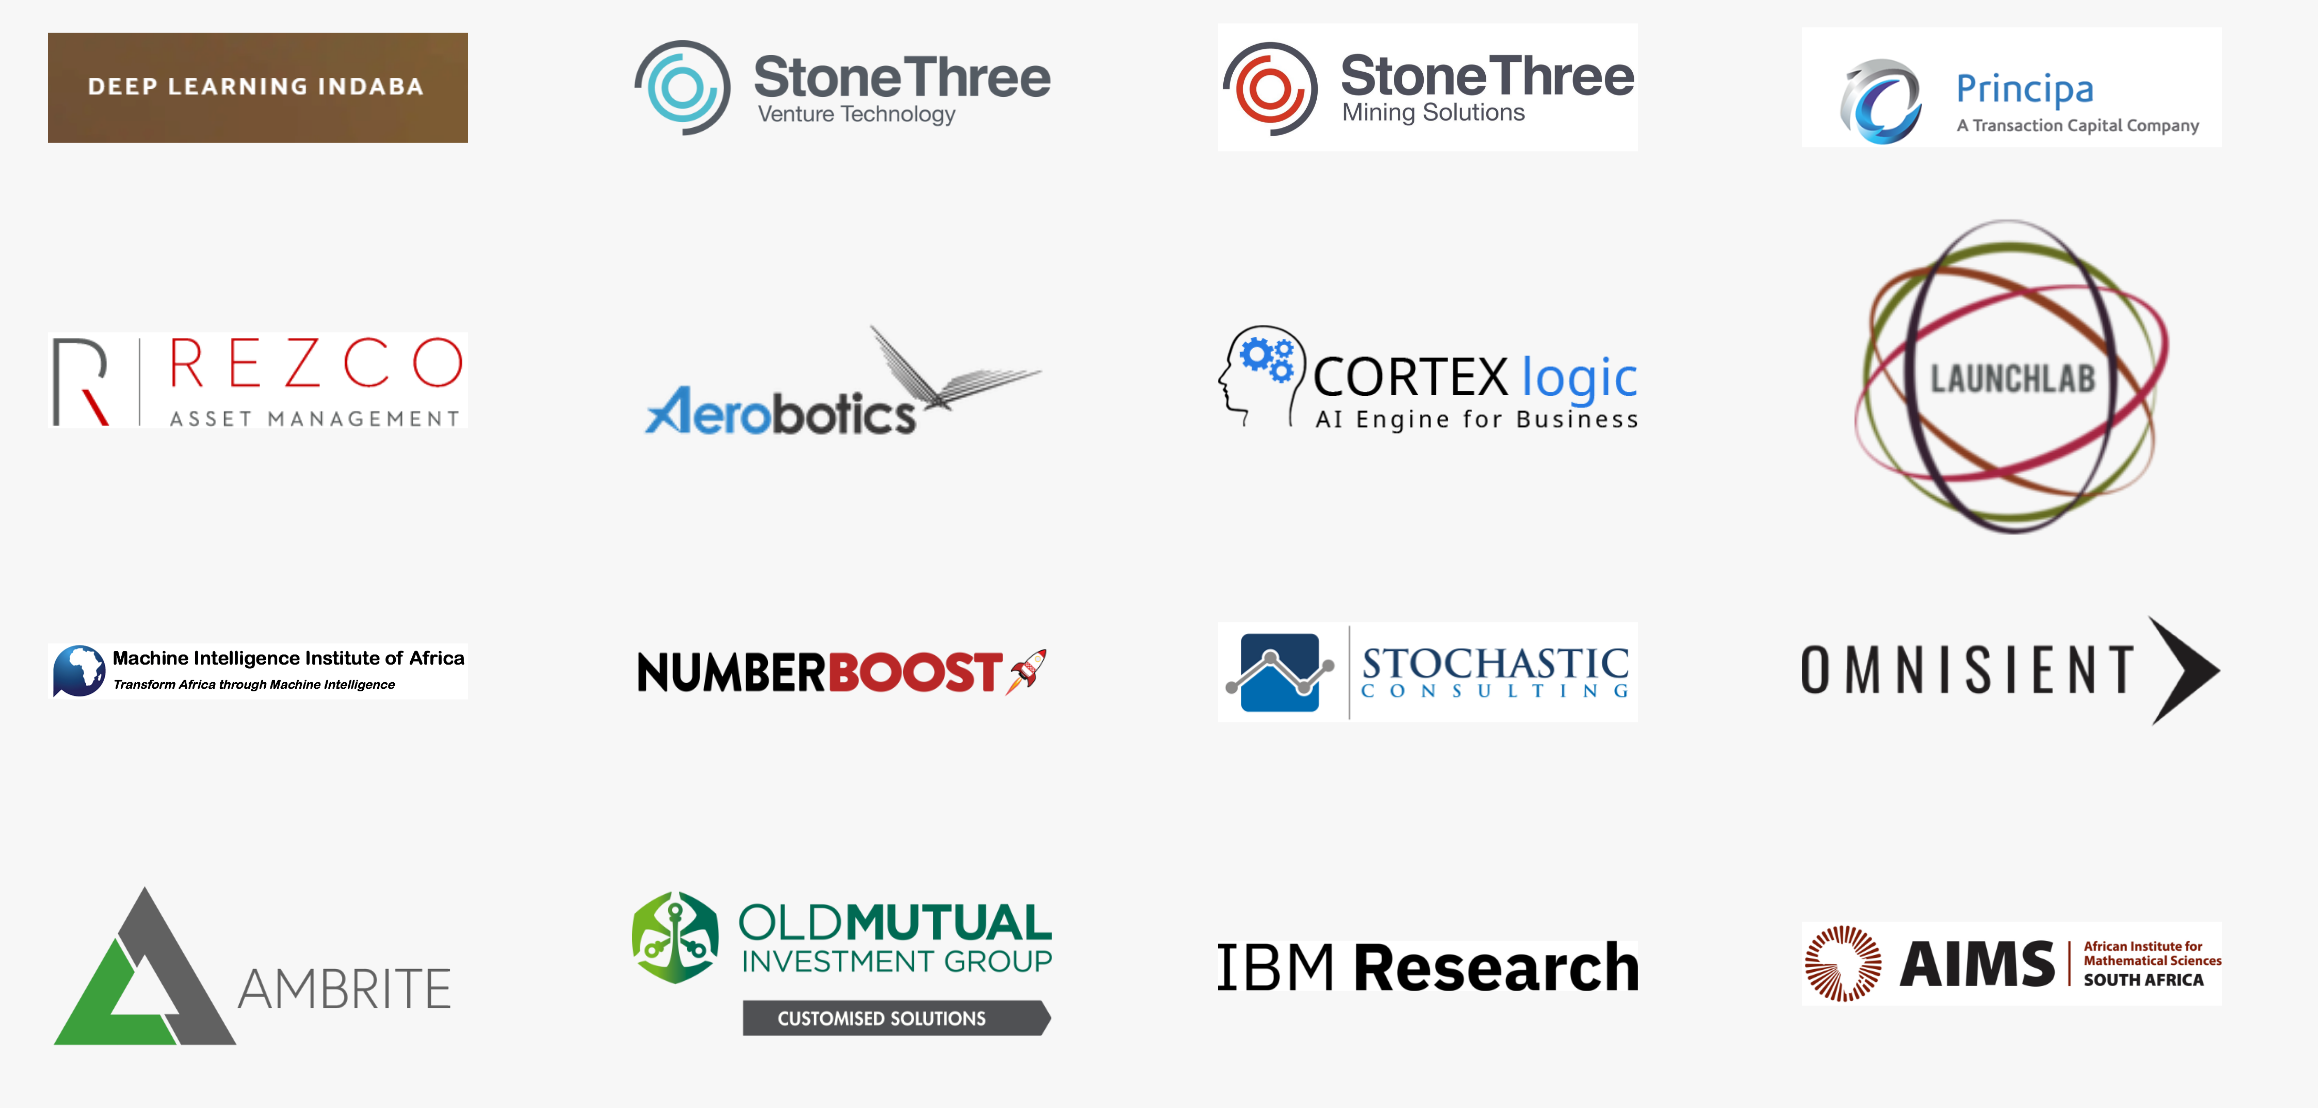 DEEP LEARNING INDABA
StoneThree
Venture Technology
StoneThree
Mining Solutions
Principa
A Transaction Capital Company
REZCO
ASSET MANAGEMENT
Aerobotics
CORTEX logic
AI Engine for Business
LAUNCHLAB
Machine Intelligence Institute of Africa
Transform Africa through Machine Intelligence
NUMBERBOOST
STOCHASTIC
CONSULTING
OMNISIENT
AMBRITE
OLDMUTUAL
INVESTMENT GROUP
CUSTOMISED SOLUTIONS
IBM Research
AIMS
African Institute for
Mathematical Sciences
SOUTH AFRICA